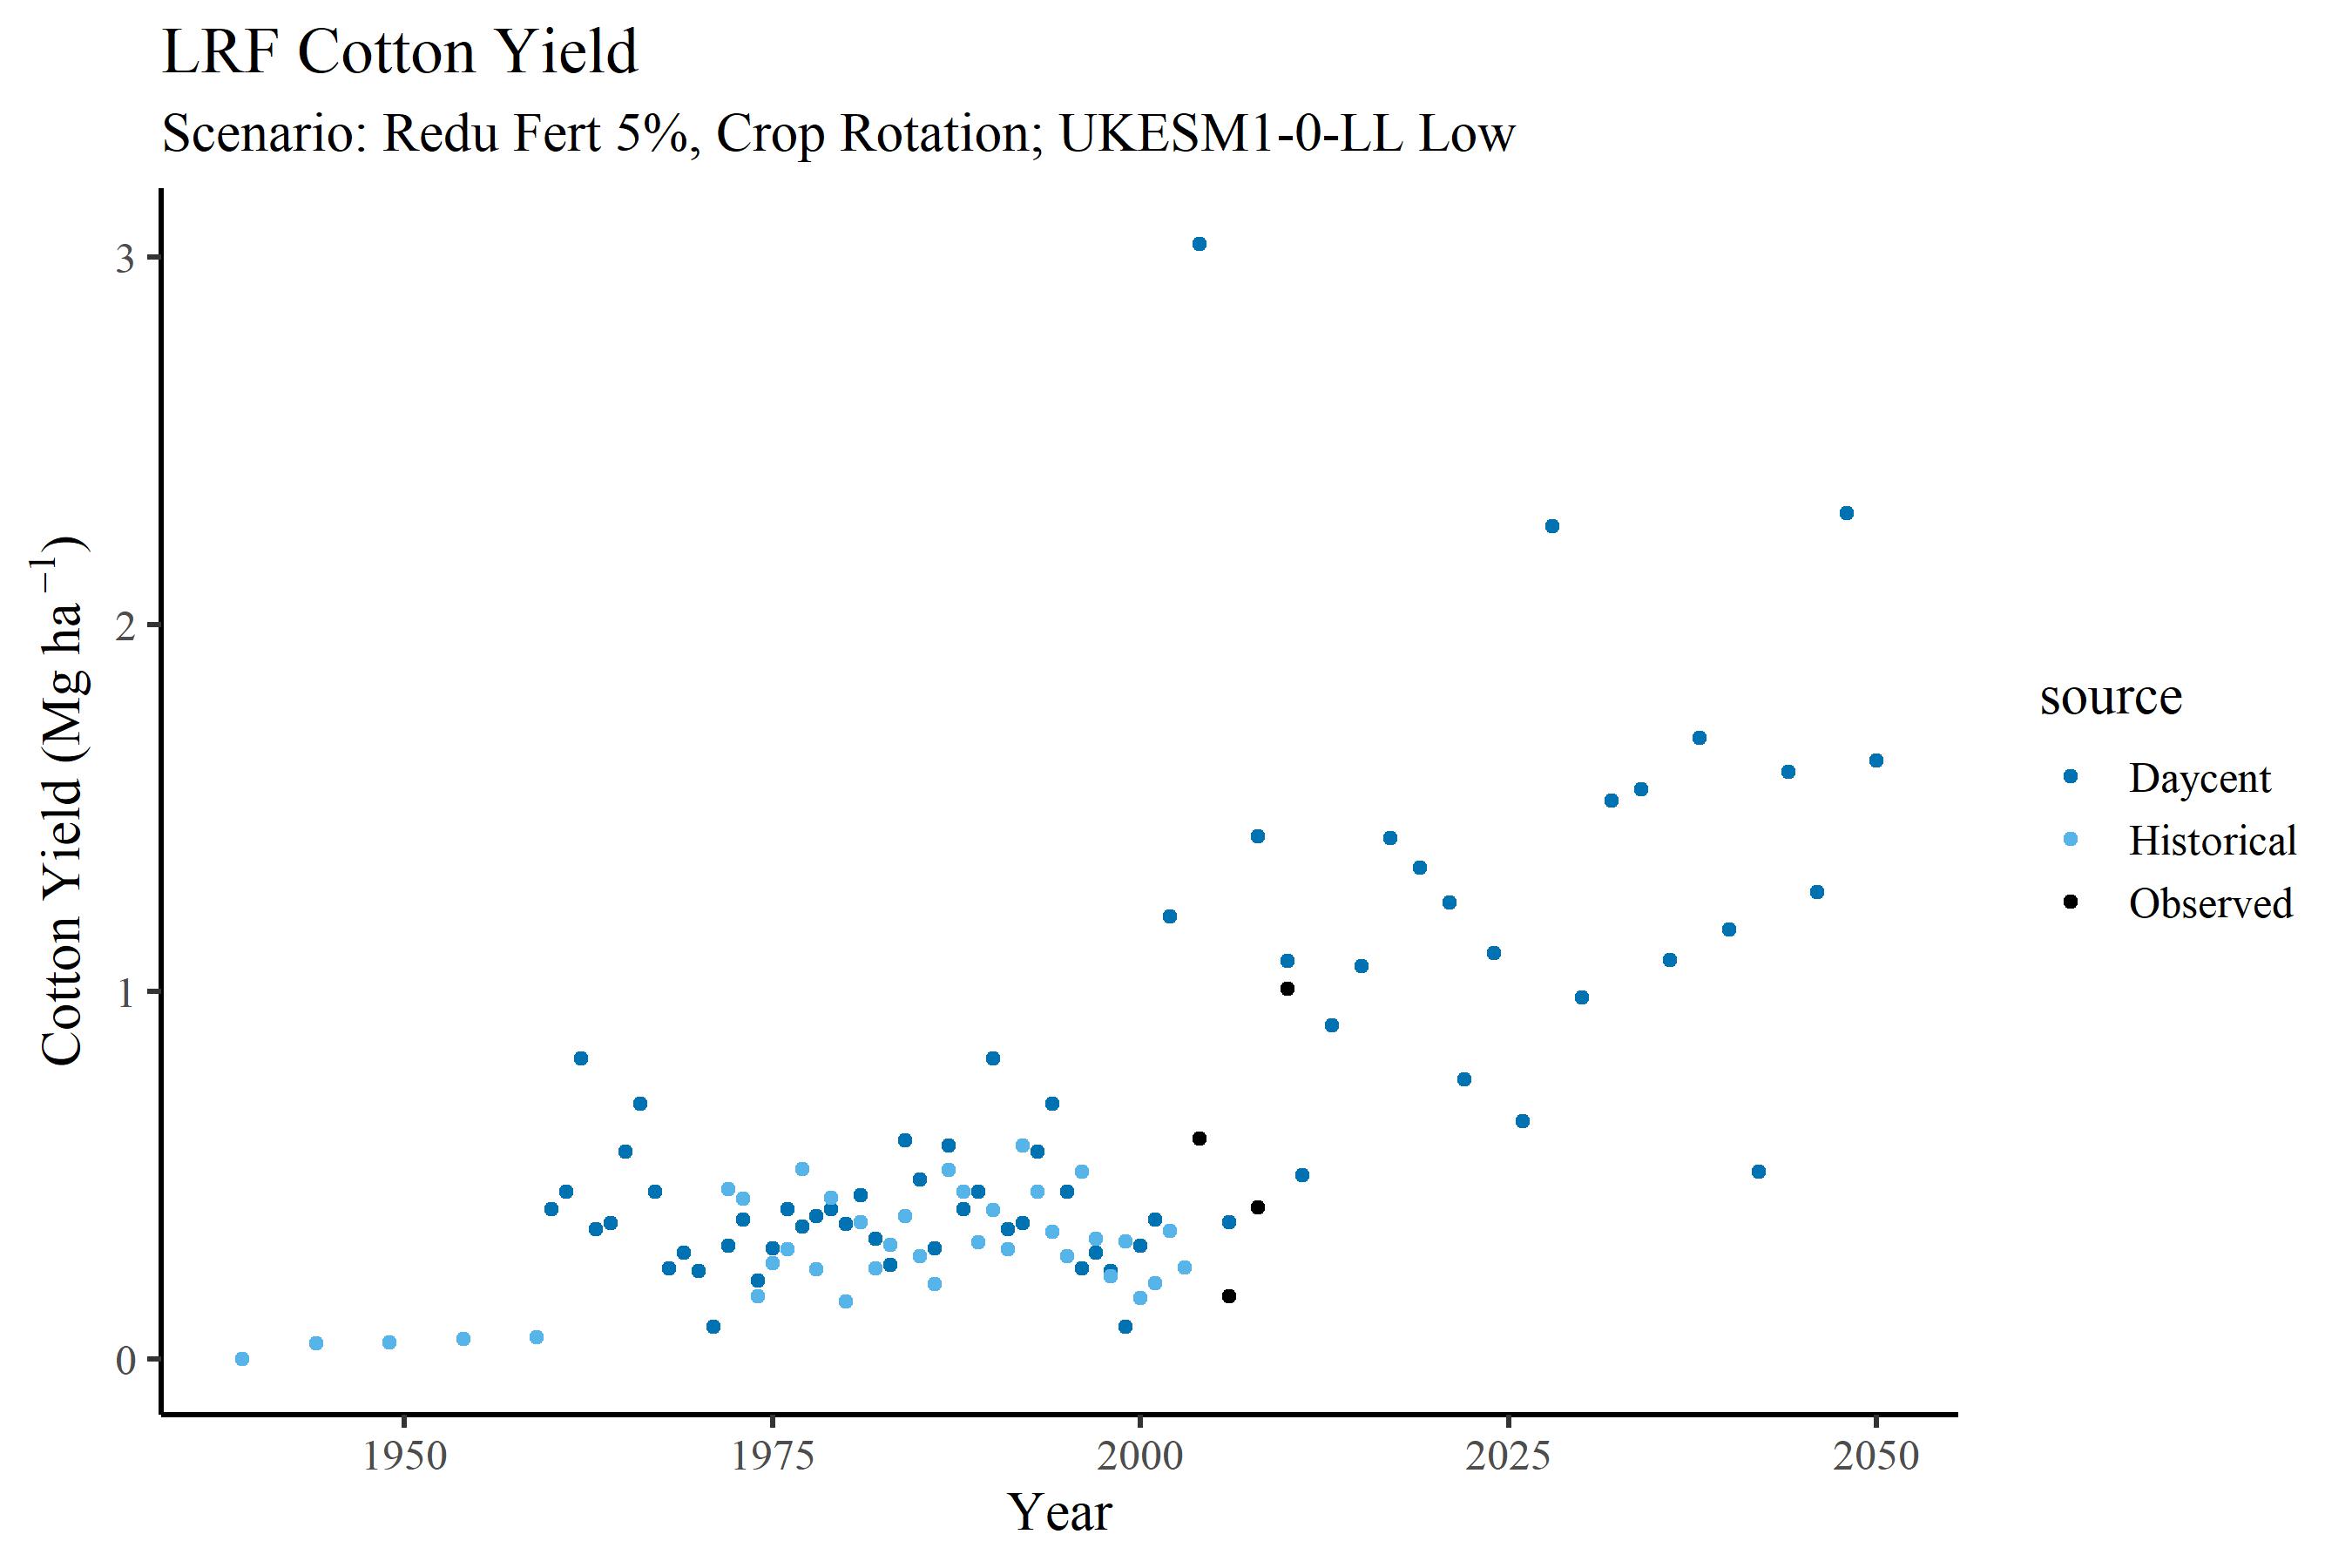 LRF Cotton Yield
Scenario: Redu Fert 5%, Crop Rotation; UKESM1-0-LL Low
Cotton Yield (Mg ha⁻¹)
3
2
1
0
1950 1975 2000 2025 2050
Year
source
Daycent
Historical
Observed